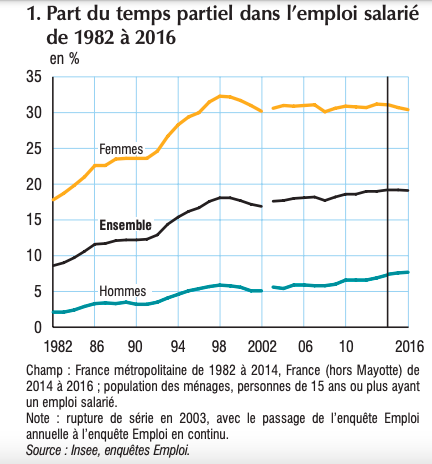 1. Part du temps partiel dans l'emploi salarié
de 1982 à 2016
en %
35
30
Femmes
25
20
15
Ensemble
10
Hommes
5
0
1982 86 90 94 98 2002 06 10 2016
Champ : France métropolitaine de 1982 à 2014, France (hors Mayotte) de
2014 à 2016 ; population des ménages, personnes de 15 ans ou plus ayant
un emploi salarié.
Note : rupture de série en 2003, avec le passage de l'enquête Emploi
annuelle à l'enquête Emploi en continu.
Source : Insee, enquêtes Emploi.